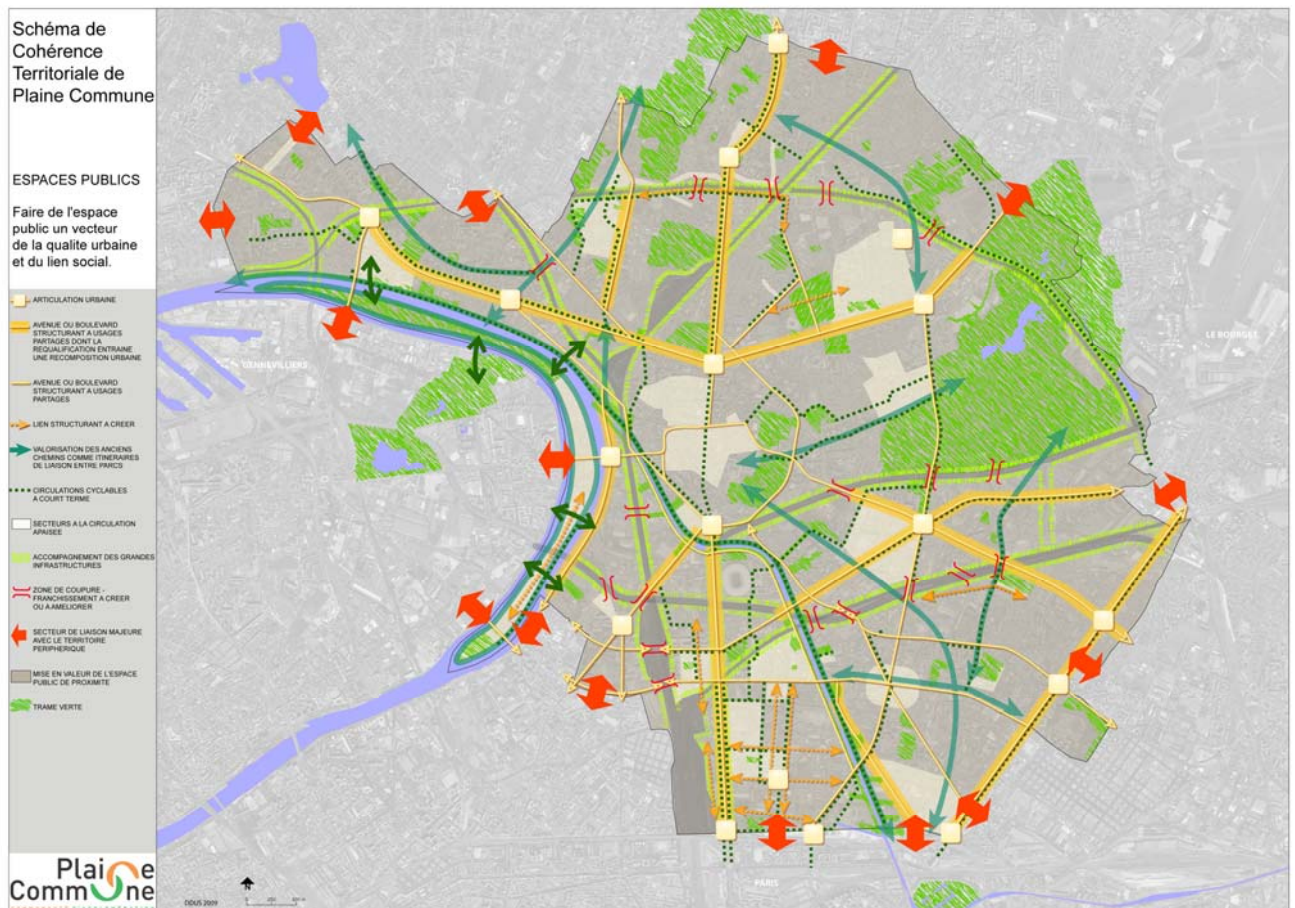 Schéma de
Cohérence
Territoriale de
Plaine Commune
ESPACES PUBLICS
Faire de l'espace
public un vecteur
de la qualite urbaine
et du lien social.
ARTICULATION URBAINE
AVENUE OU BOULEVARD
STRUCTURANT A USAGES
PARTAGES DONT LA
REQUALIFICATION ENTRAINE
UNE RECOMPOSITION URBAINE
AVENUE OU BOULEVARD
STRUCTURANT A USAGES
PARTAGES
LIEN STRUCTURANT A CREER
VALORISATION DES ANCIENS
CHEMINS COMME ITINERAIRES
DE LIAISON ENTRE PARCS
CIRCULATIONS CYCLABLES
A COURT TERME
SECTEURS A LA CIRCULATION
APAISEE
ACCOMPAGNEMENT DES GRANDES
INFRASTRUCTURES
ZONE DE COUPURE -
FRANCHISSEMENT A CREER
OU A AMELIORER
SECTEUR DE LIAISON MAJEURE
AVEC LE TERRITOIRE
PERIPHERIQUE
MISE EN VALEUR DE L'ESPACE
PUBLIC DE PROXIMITE
TRAME VERTE
Plaine
Commune
GENNEVILLIERS
LE BOURGET
PARIS
N
DDUS 2009
0